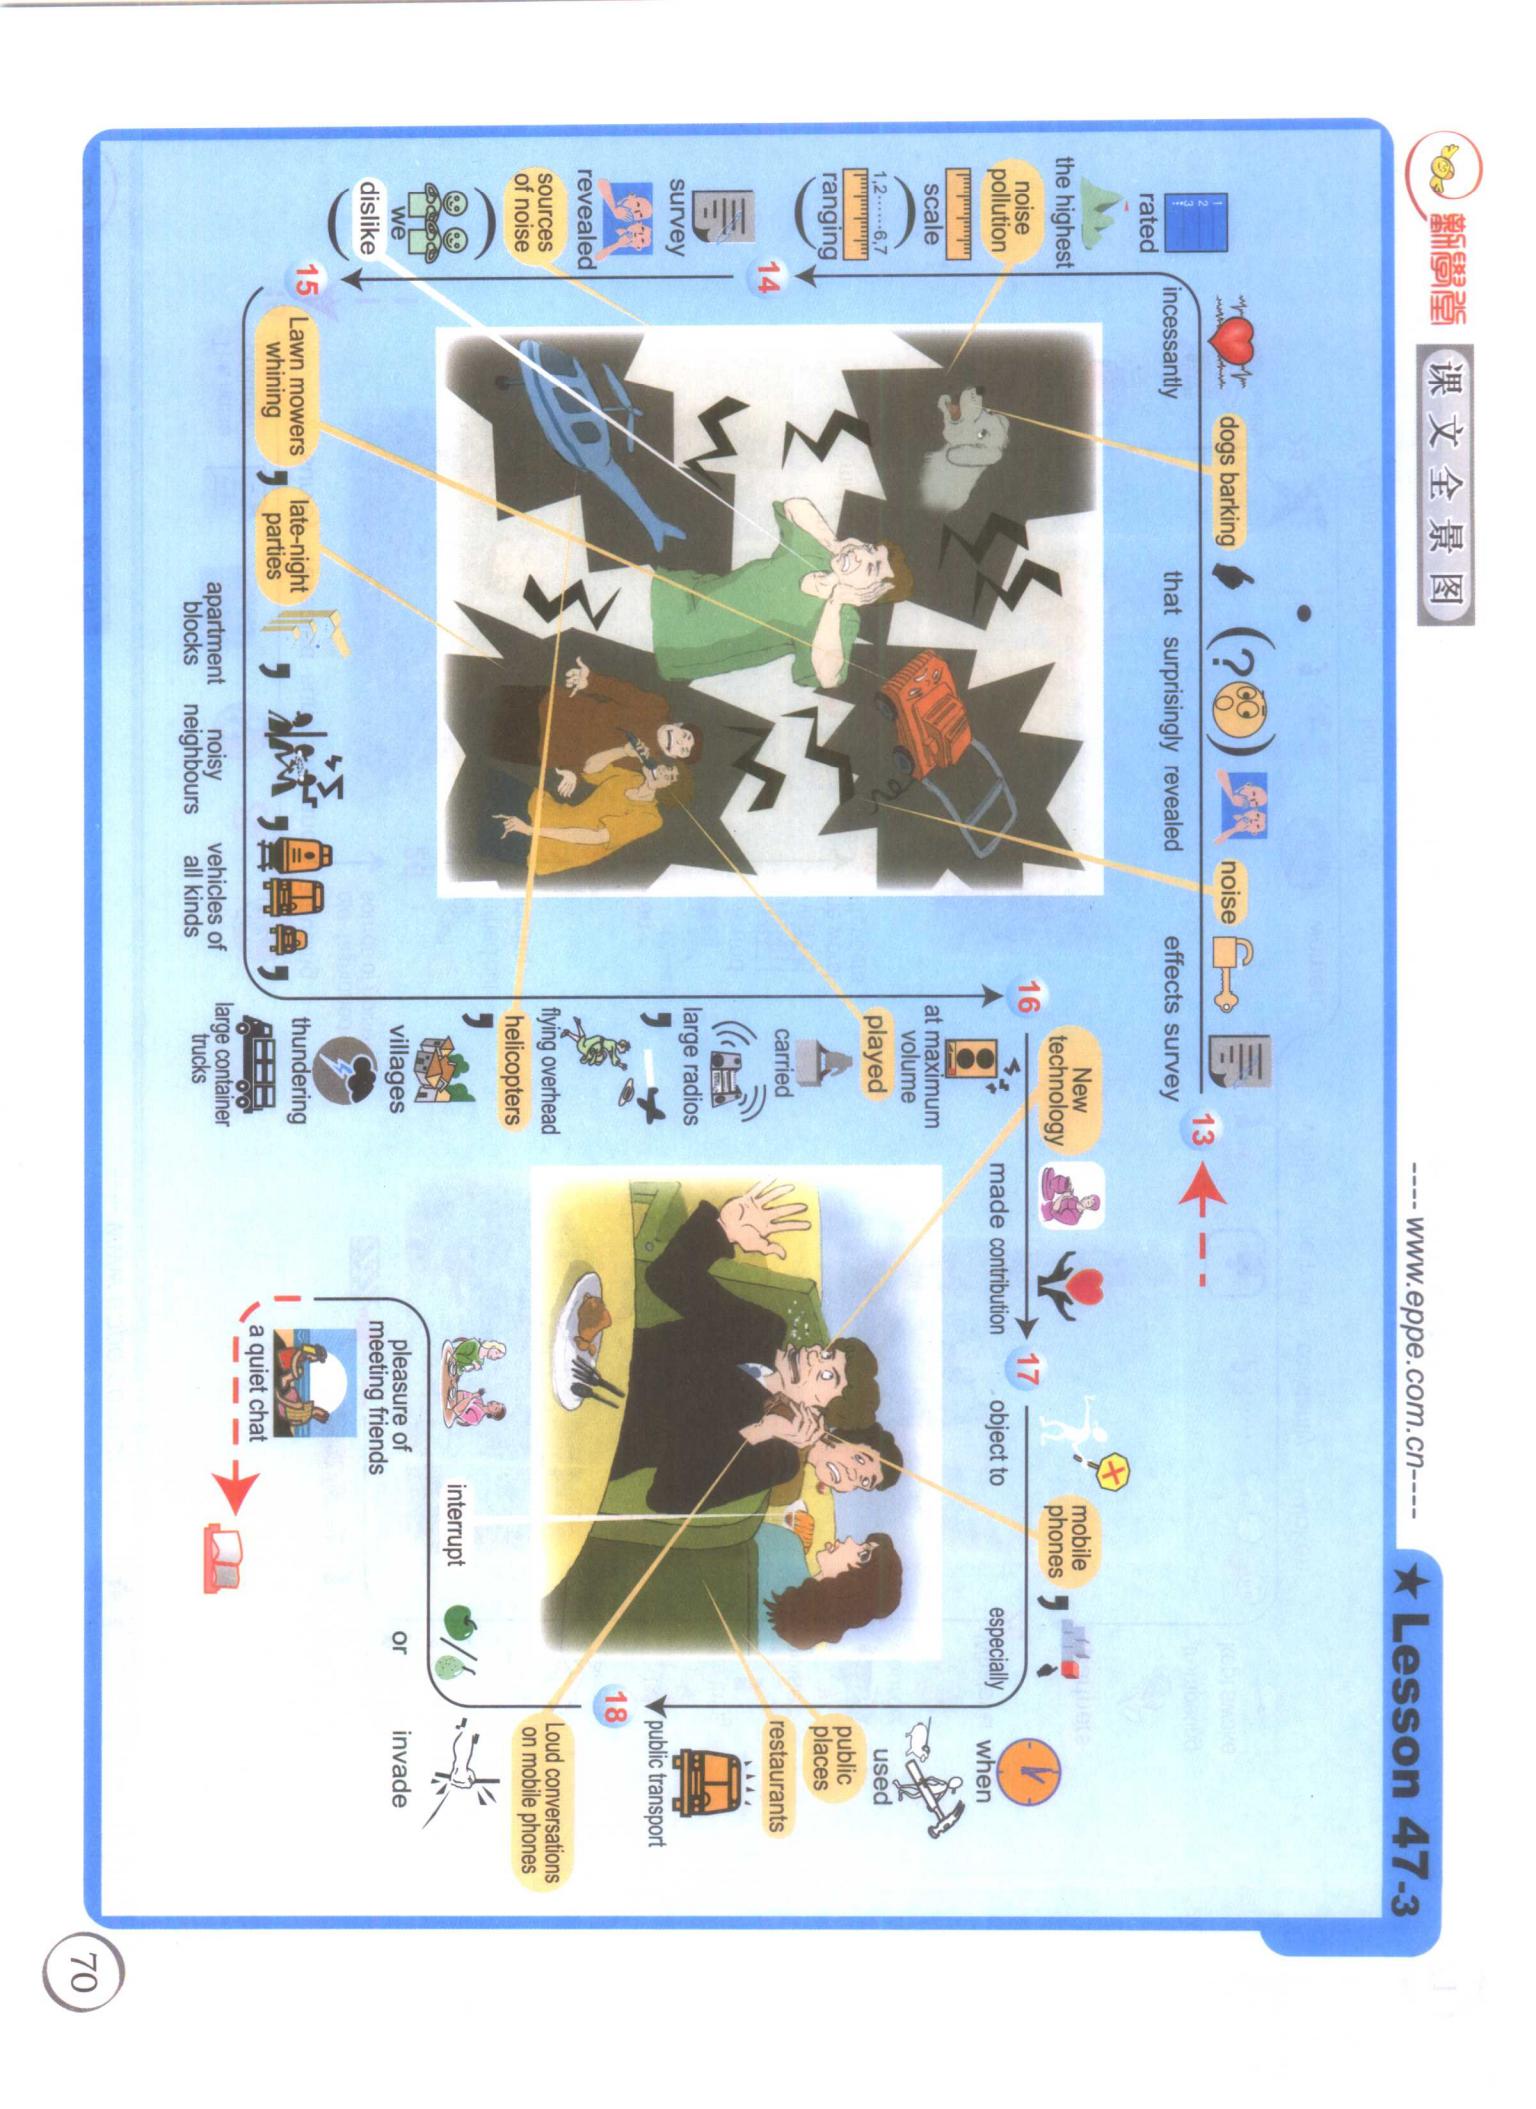 新學堂
课文全景图
---- www.eppe.com.cn----
★ Lesson 47-3
13
survey
effects
noise
revealed
surprisingly
that
?
dogs barking
incessantly
1
2
3
rated
the highest
noise
pollution
scale
1,2......6,7
ranging
14
survey
revealed
sources
of noise
we
dislike
15
Lawn mowers
whining
,
late-night
parties
apartment
blocks
,
noisy
neighbours
,
vehicles of
all kinds
,
large container
trucks
thundering
villages
,
helicopters
flying overhead
,
large radios
carried
played
at maximum
volume
16
New
technology
made
contribution
17
object to
mobile
phones
,
especially
when
used
public
places
restaurants
public transport
18
Loud conversations
on mobile phones
invade
or
interrupt
pleasure of
meeting friends
a quiet chat
70